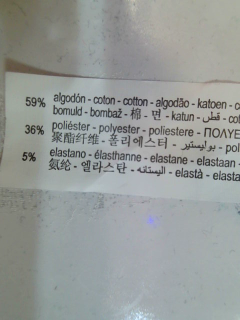 59% algodón - coton - cotton - algodão - katoen - c
bomuld - bombaž - 棉 - 면 - katun - قطن - cot
36% poliéster - polyester - poliestere - ΠΟΛΥΕ
聚酯纤维 - 폴리에스터 - بوليستير - pol
5% elastano - élasthanne - elastane - elastaan -
氨纶 - 엘라스탄 - اليستانه - elastà - elasta